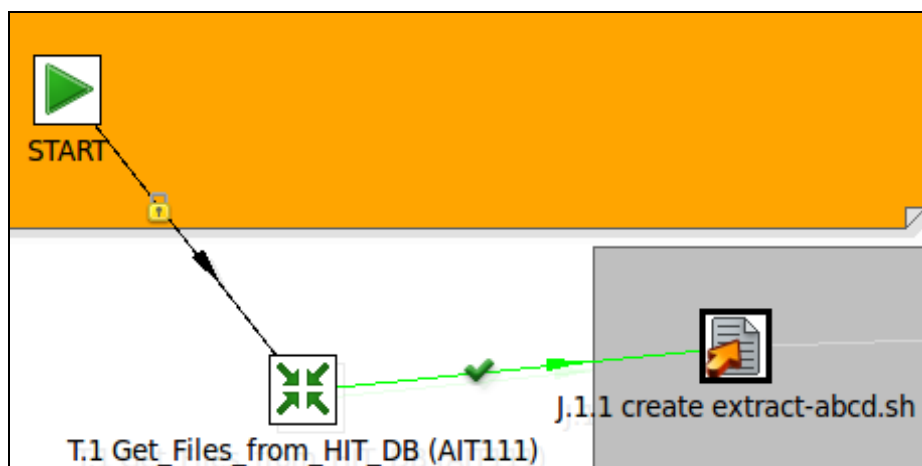 START
J.1.1 create extract-abcd.sh
T.1 Get_Files_from_HIT_DB (AIT111)